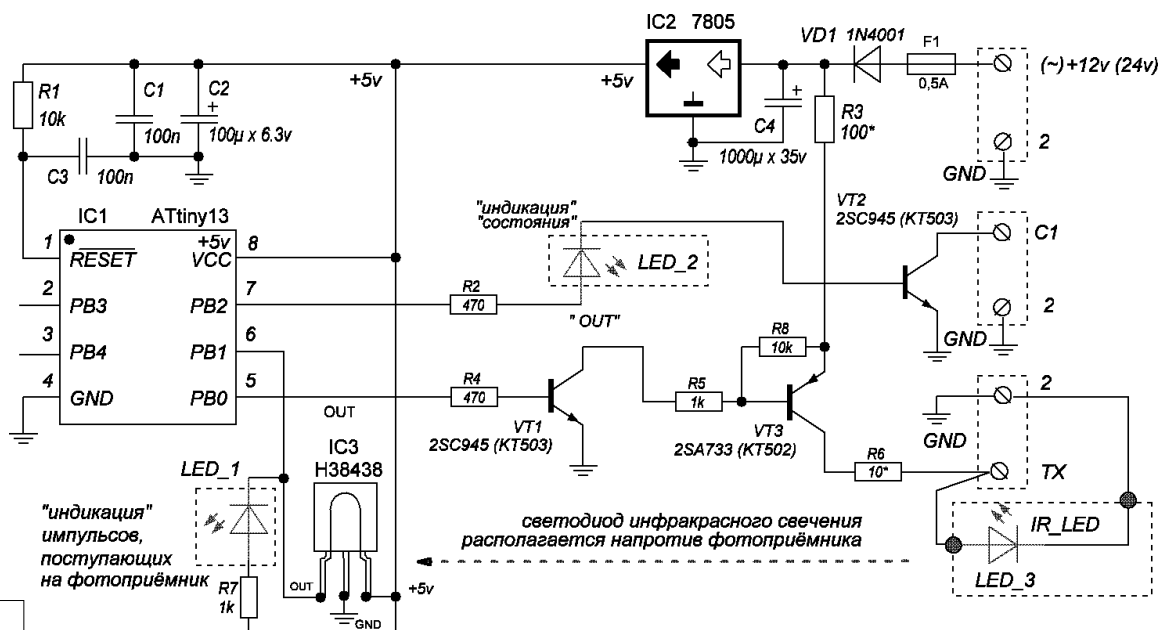 IC2 7805
VD1 1N4001
F1
0,5A
(~)+12v (24v)
2
GND
+5v
+5v
R1
10k
C1
100n
C2
+
100µ x 6.3v
C3
100n
C4
+
1000µ x 35v
R3
100*
VT2
2SC945 (KT503)
C1
2
GND
IC1
ATtiny13
1
RESET
+5v
VCC
8
2
PB3
PB2
7
3
PB4
PB1
6
4
GND
PB0
5
"индикация"
"состояния"
LED_2
R2
470
" OUT"
R8
10k
R4
470
R5
1k
VT1
2SC945 (KT503)
VT3
2SA733 (KT502)
R6
10*
2
GND
TX
OUT
IC3
H38438
LED_1
"индикация"
импульсов,
поступающих
на фотоприёмник
R7
1k
OUT
GND
+5v
светодиод инфракрасного свечения
располагается напротив фотоприёмника
IR_LED
LED_3